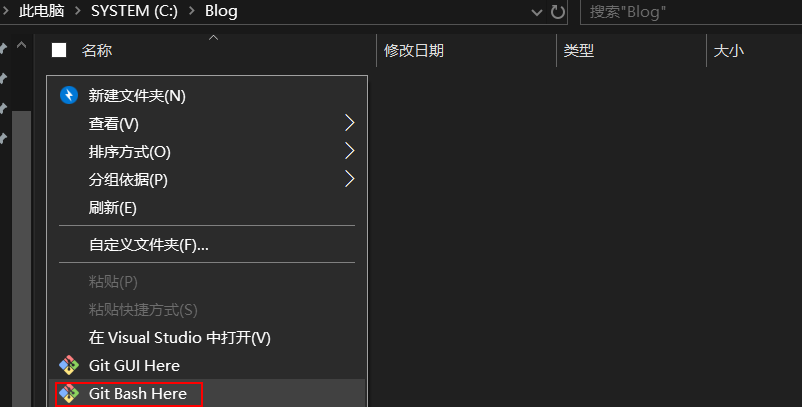 此电脑 > SYSTEM (C:) > Blog
搜索"Blog"
名称 修改日期 类型 大小
新建文件夹(N)
查看(V)
排序方式(O)
分组依据(P)
刷新(E)
自定义文件夹(F)...
粘贴(P)
粘贴快捷方式(S)
在 Visual Studio 中打开(V)
Git GUI Here
Git Bash Here